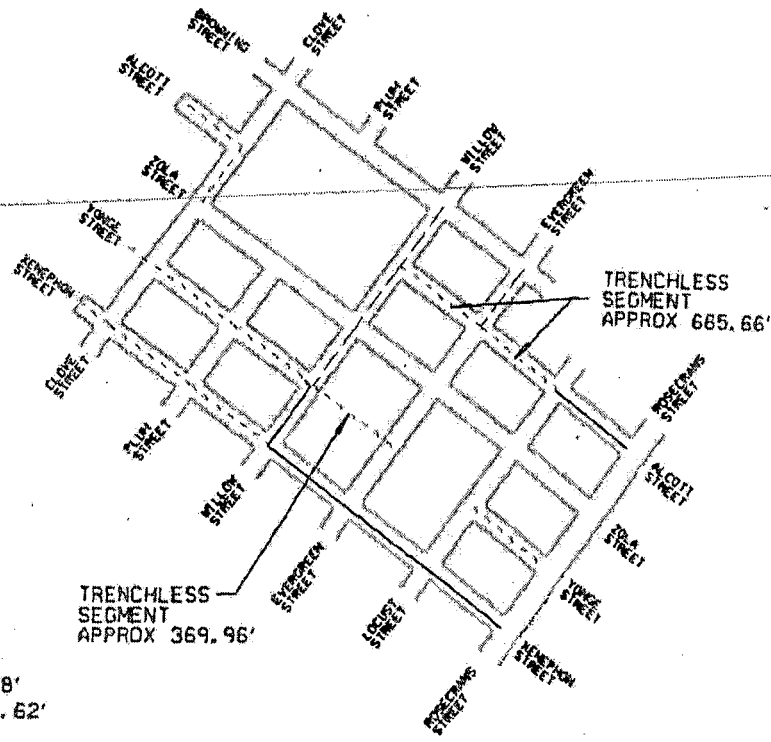 BROWNING
STREET
CLOVE
STREET
ALCOTT
STREET
PLUM
STREET
ZOLA
STREET
WILLOW
STREET
YONGE
STREET
EVERGREEN
STREET
XENEPHON
STREET
TRENCHLESS
SEGMENT
APPROX 665.66'
CLOVE
STREET
ROSECRANS
STREET
PLUM
STREET
ALCOTT
STREET
WILLOW
STREET
ZOLA
STREET
EVERGREEN
STREET
YONGE
STREET
TRENCHLESS
SEGMENT
APPROX 369.96'
LOCUST
STREET
XENEPHON
STREET
ROSECRANS
STREET
8'
.62'